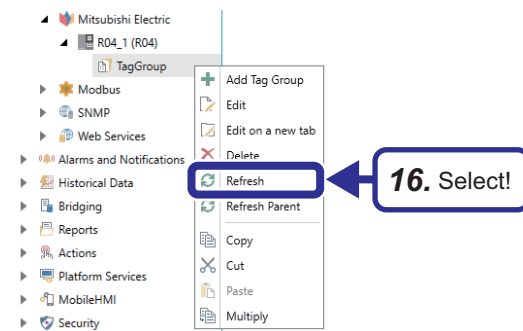 Mitsubishi Electric
R04_1 (R04)
TagGroup
Modbus
SNMP
Web Services
Alarms and Notifications
Historical Data
Bridging
Reports
Actions
Platform Services
MobileHMI
Security
Add Tag Group
Edit
Edit on a new tab
Delete
Refresh
Refresh Parent
Copy
Cut
Paste
Multiply
16. Select!